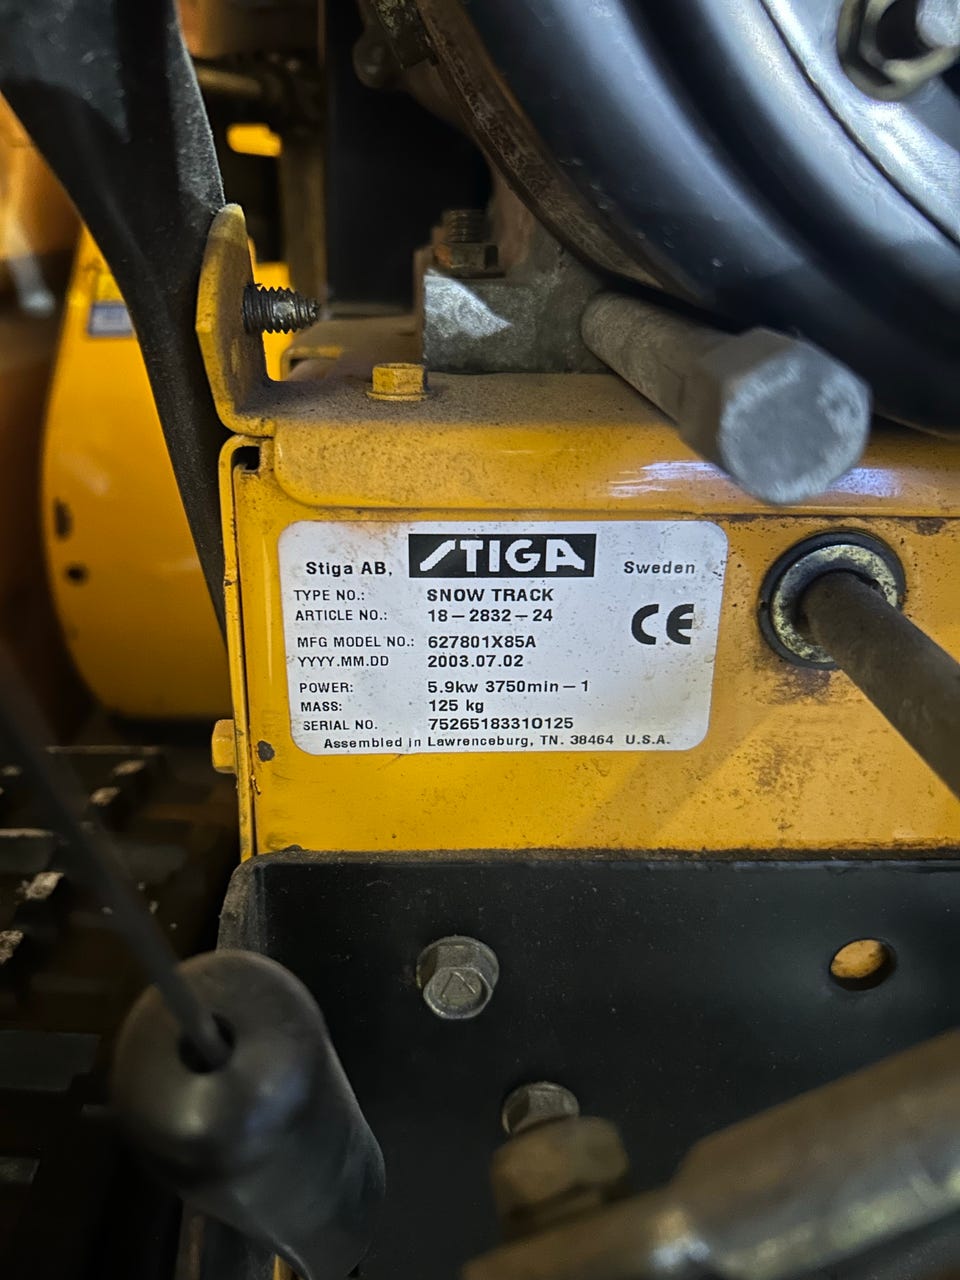 Stiga AB, STIGA Sweden
TYPE NO.: SNOW TRACK
ARTICLE NO.: 18-2832-24
CE
MFG MODEL NO.: 627801X85A
YYYY.MM.DD 2003.07.02
POWER: 5.9kw 3750min-1
MASS: 125 kg
SERIAL NO. 75265183310125
Assembled in Lawrenceburg, TN. 38464 U.S.A.